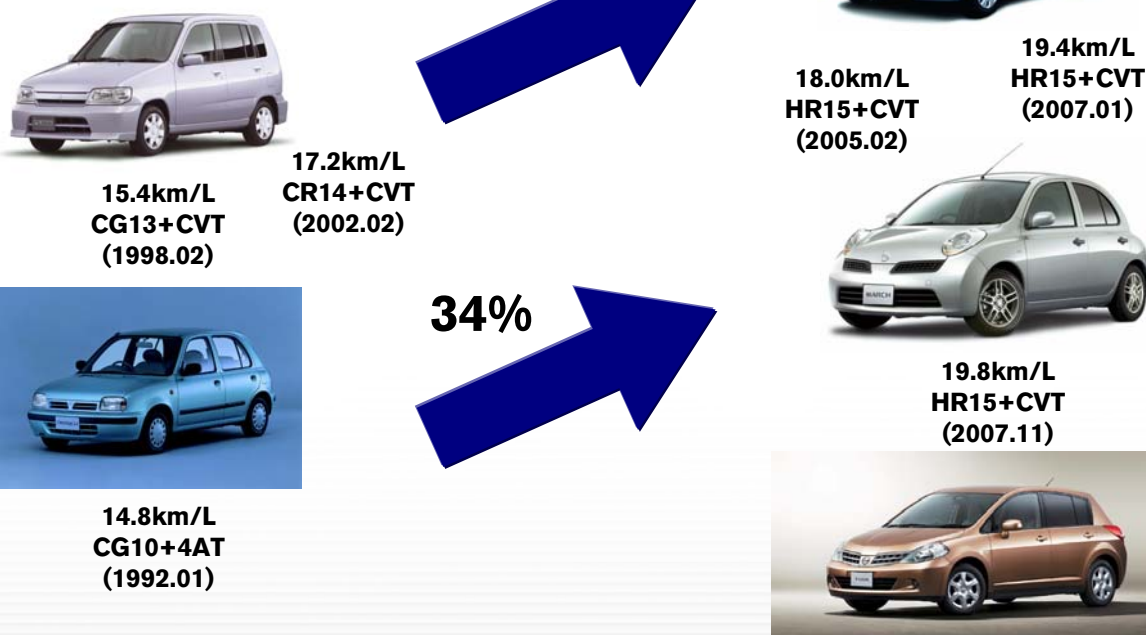 19.4km/L
HR15+CVT
(2007.01)
18.0km/L
HR15+CVT
(2005.02)
17.2km/L
CR14+CVT
(2002.02)
15.4km/L
CG13+CVT
(1998.02)
34%
MARCH
19.8km/L
HR15+CVT
(2007.11)
14.8km/L
CG10+4AT
(1992.01)